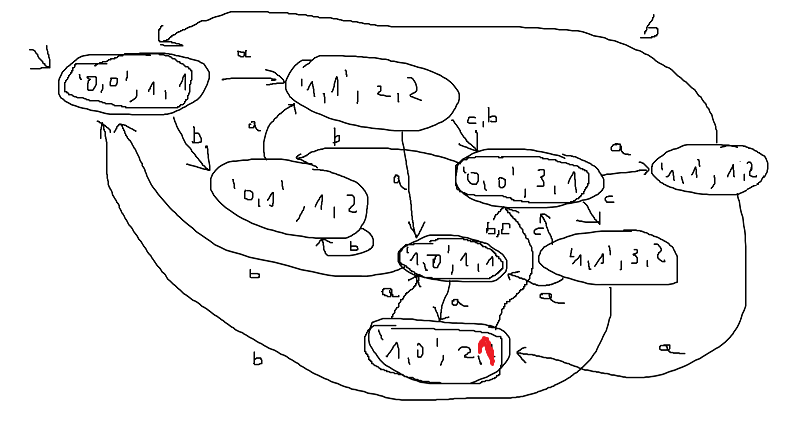 b
a
'0,0', 1, 1
'1,1', 2, 2
c, b
b
a
b
a
'0,1', 1, 2
a
'0,0', 3, 1
'1,1', 1, 2
c
b
b,c
c
'1,0', 1, 1
'1,1', 3, 2
b
a
a
a
'1,0', 2, 1
a
b